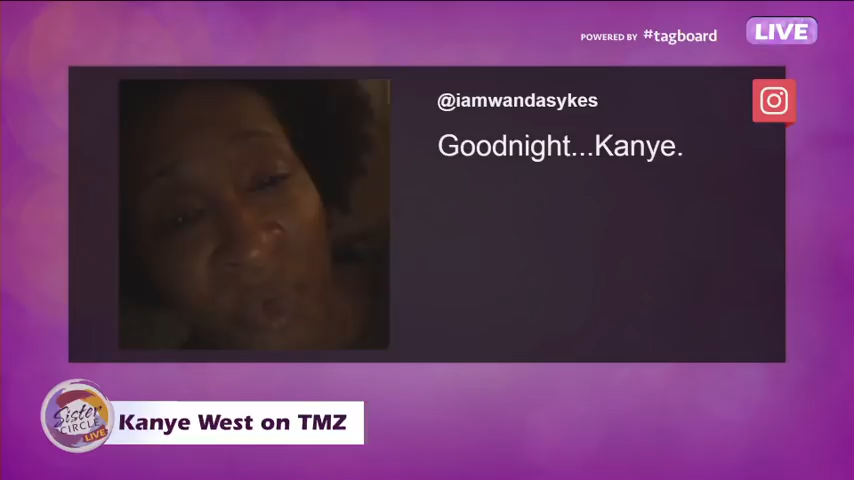 POWERED BY #tagboard
LIVE
@iamwandasykes
Goodnight...Kanye.
Sister
CIRCLE
LIVE
Kanye West on TMZ